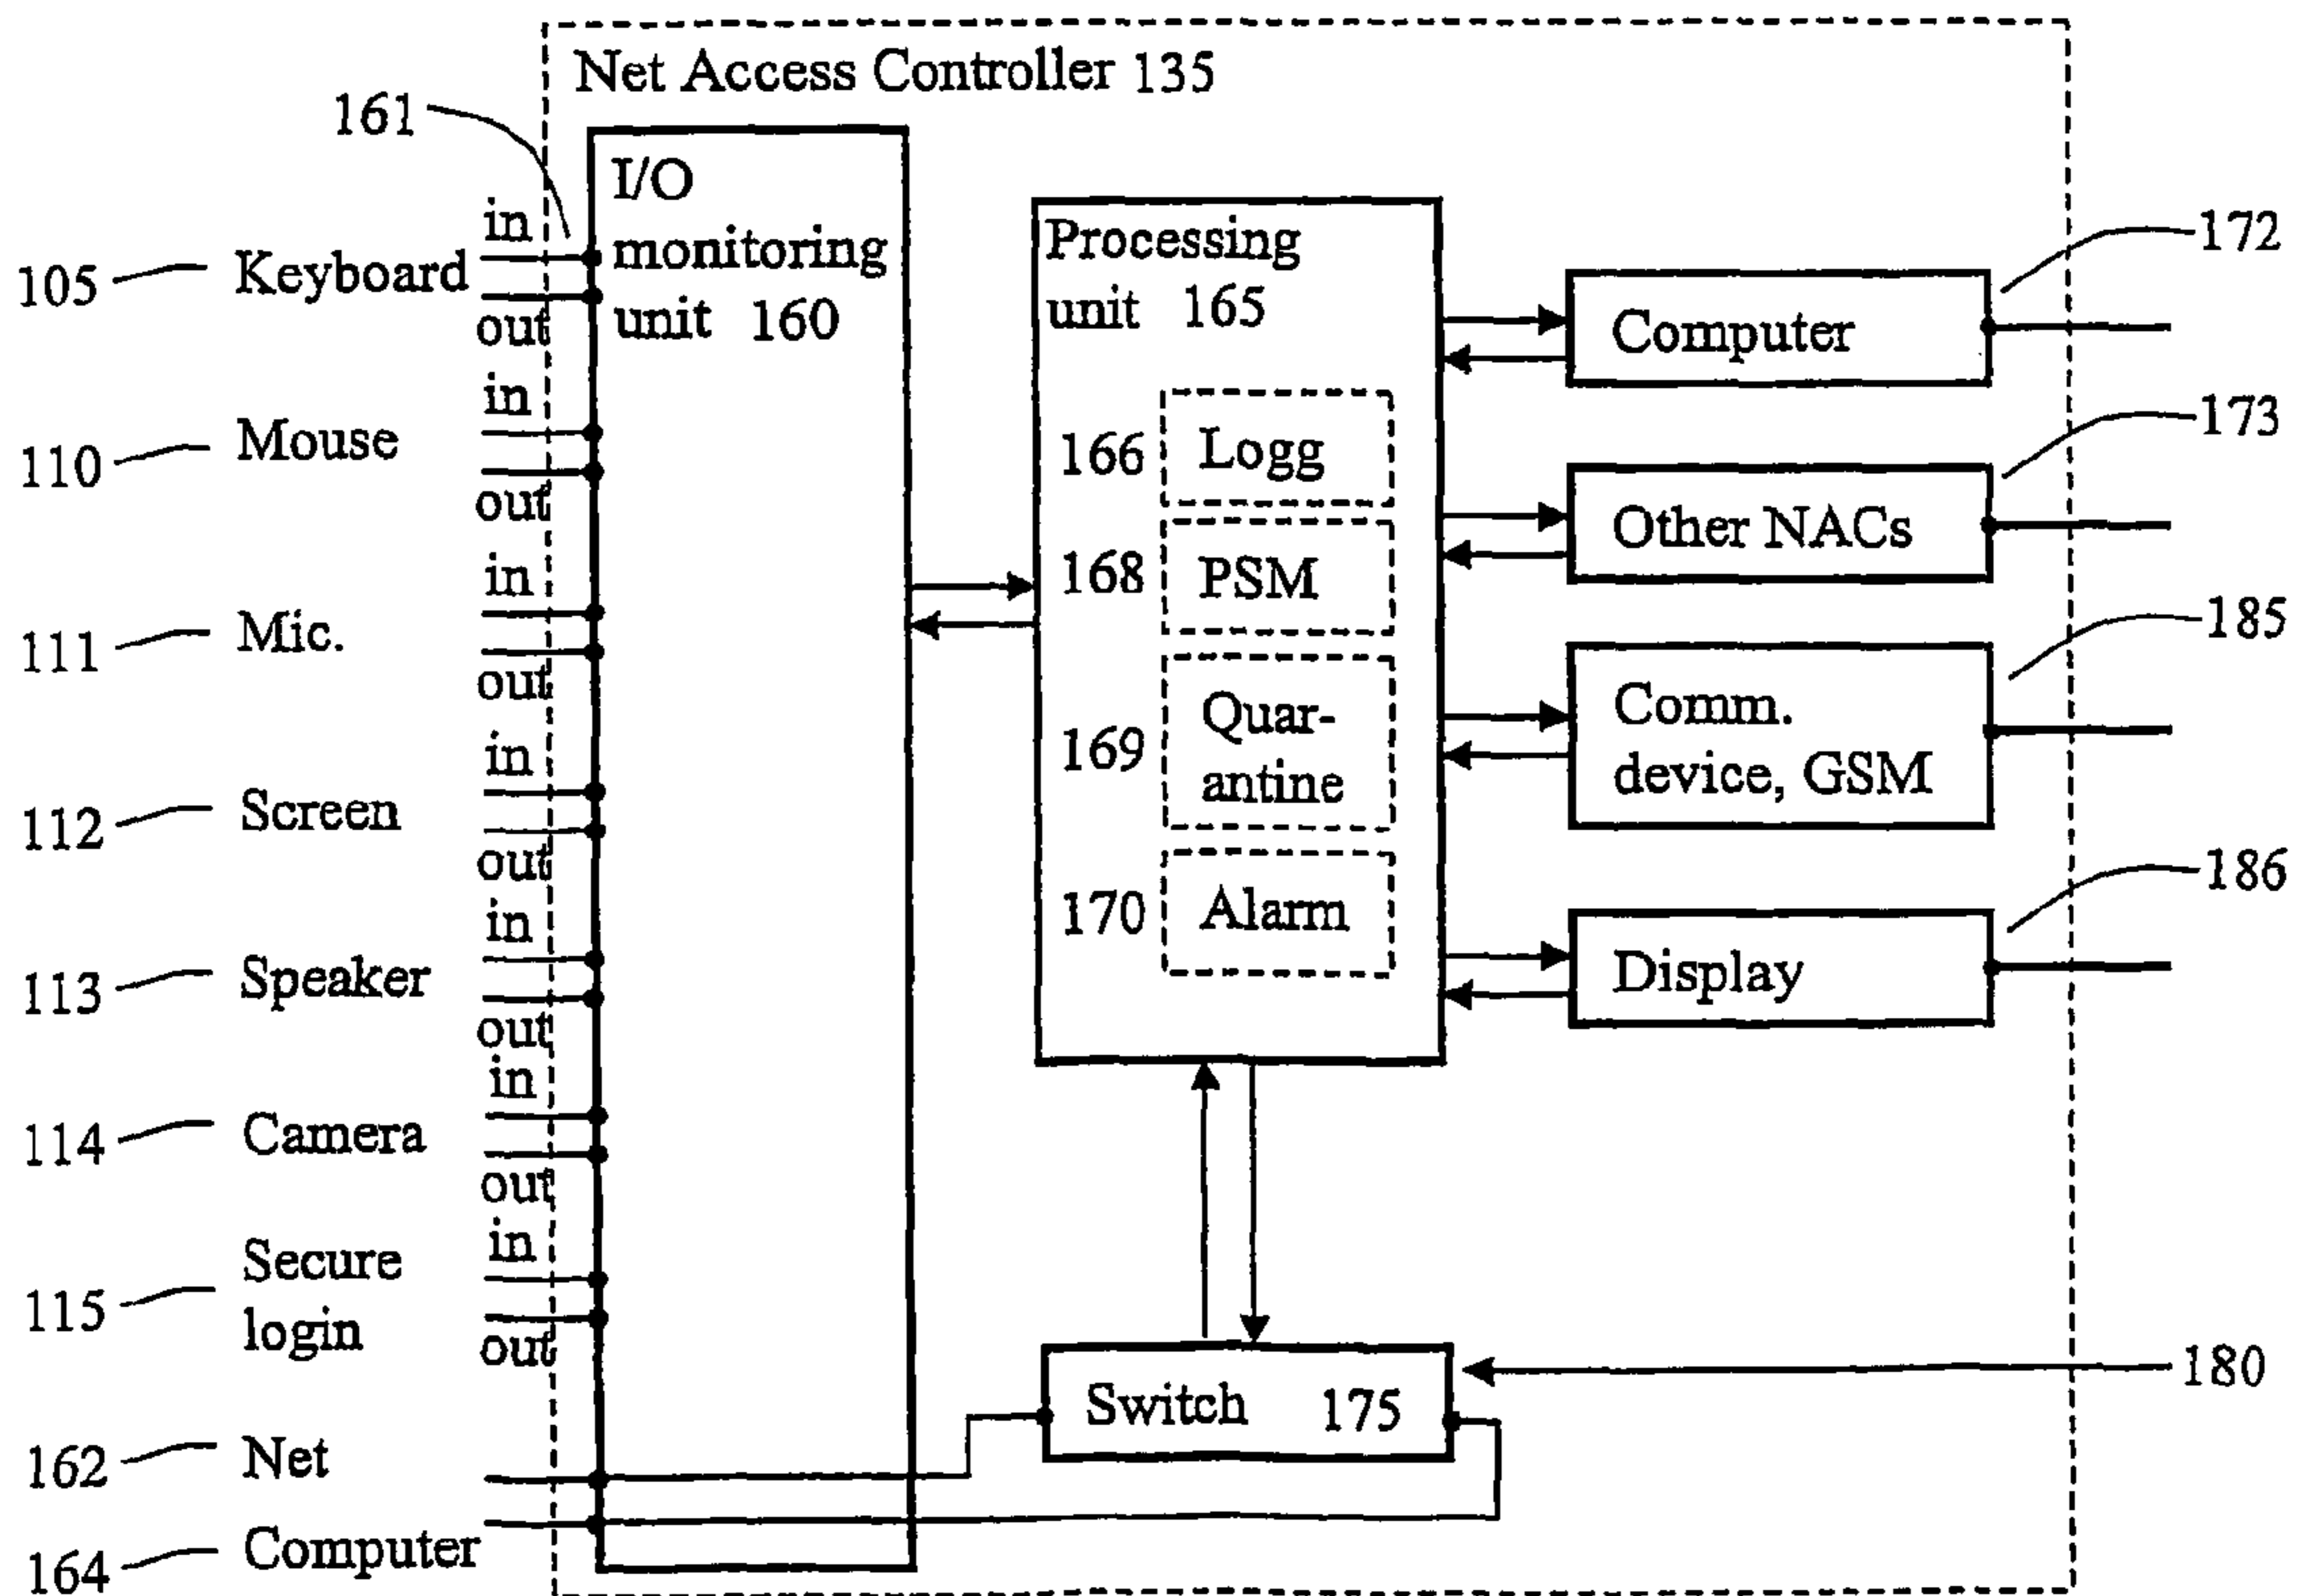 Net Access Controller 135
161
I/O
monitoring
unit 160
in
105 Keyboard
out
in
110 Mouse
out
in
111 Mic.
out
in
112 Screen
out
in
113 Speaker
out
in
114 Camera
out
in
115 Secure
login
out
162 Net
164 Computer
Processing
unit 165
166 Logg
168 PSM
169 Quar-
antine
170 Alarm
Computer
172
Other NACs
173
Comm.
device, GSM
185
Display
186
Switch 175
180